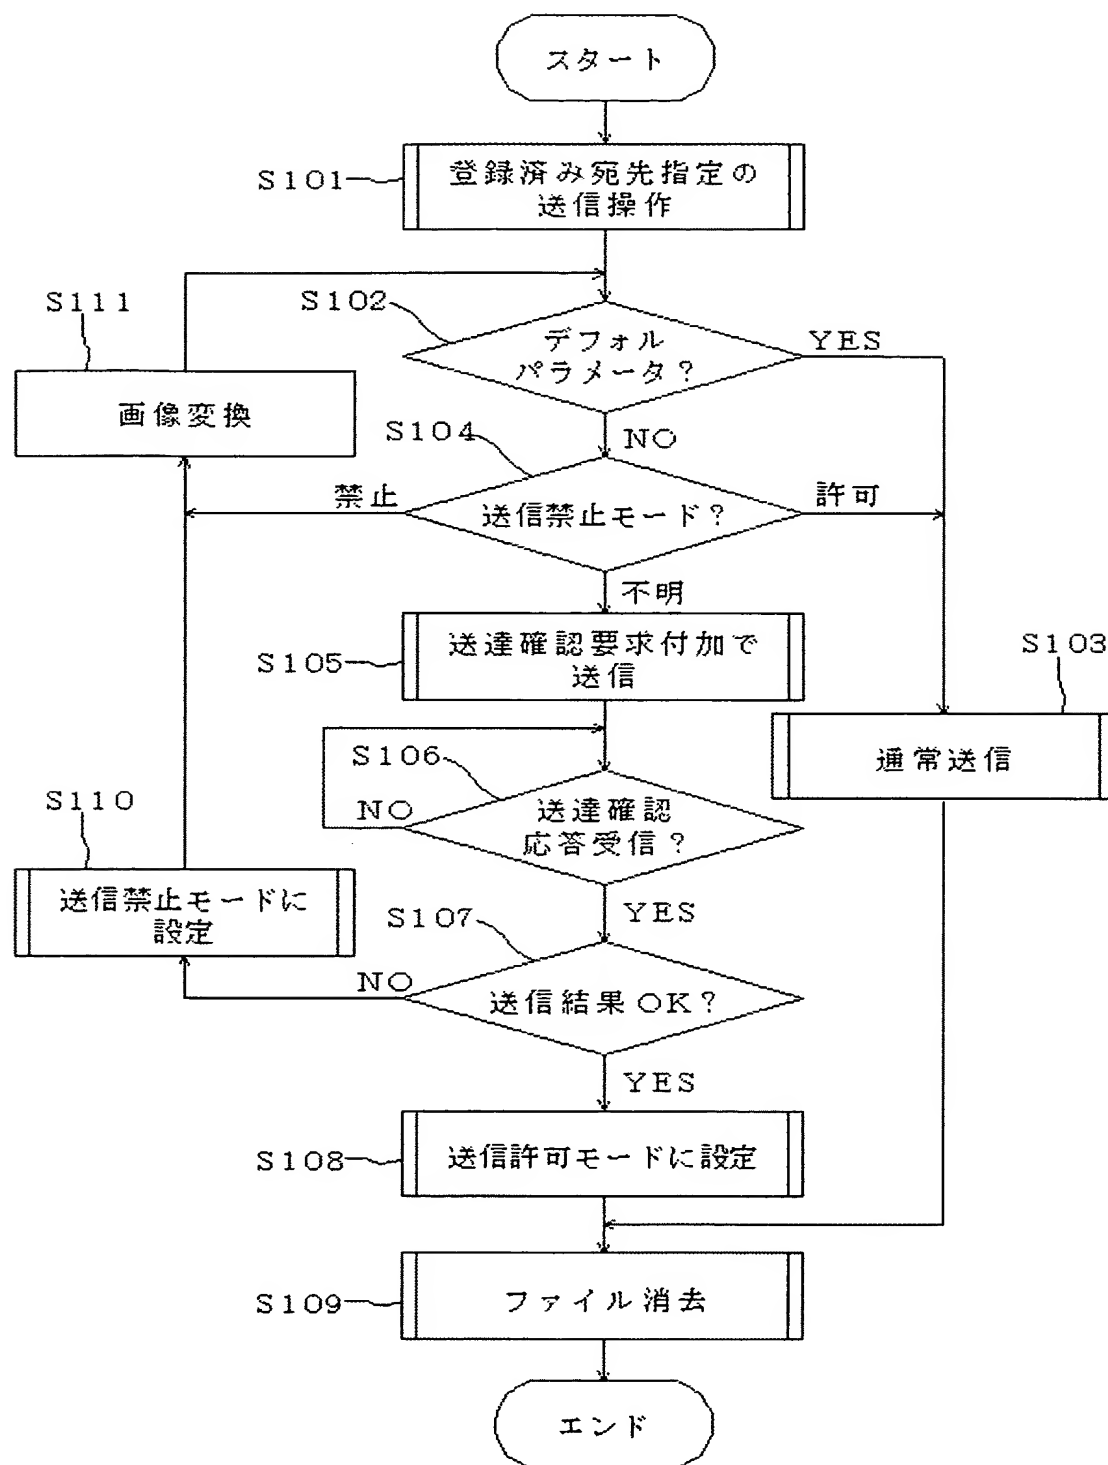 スタート
S101
登録済み宛先指定の
送信操作
S111
S102
デフォル
パラメータ？
YES
画像変換
S104
NO
禁止
送信禁止モード？
許可
不明
S105
送達確認要求付加で
送信
S103
通常送信
S106
NO
送達確認
応答受信？
S110
送信禁止モードに
設定
S107
YES
NO
送信結果OK？
YES
S108
送信許可モードに設定
S109
ファイル消去
エンド